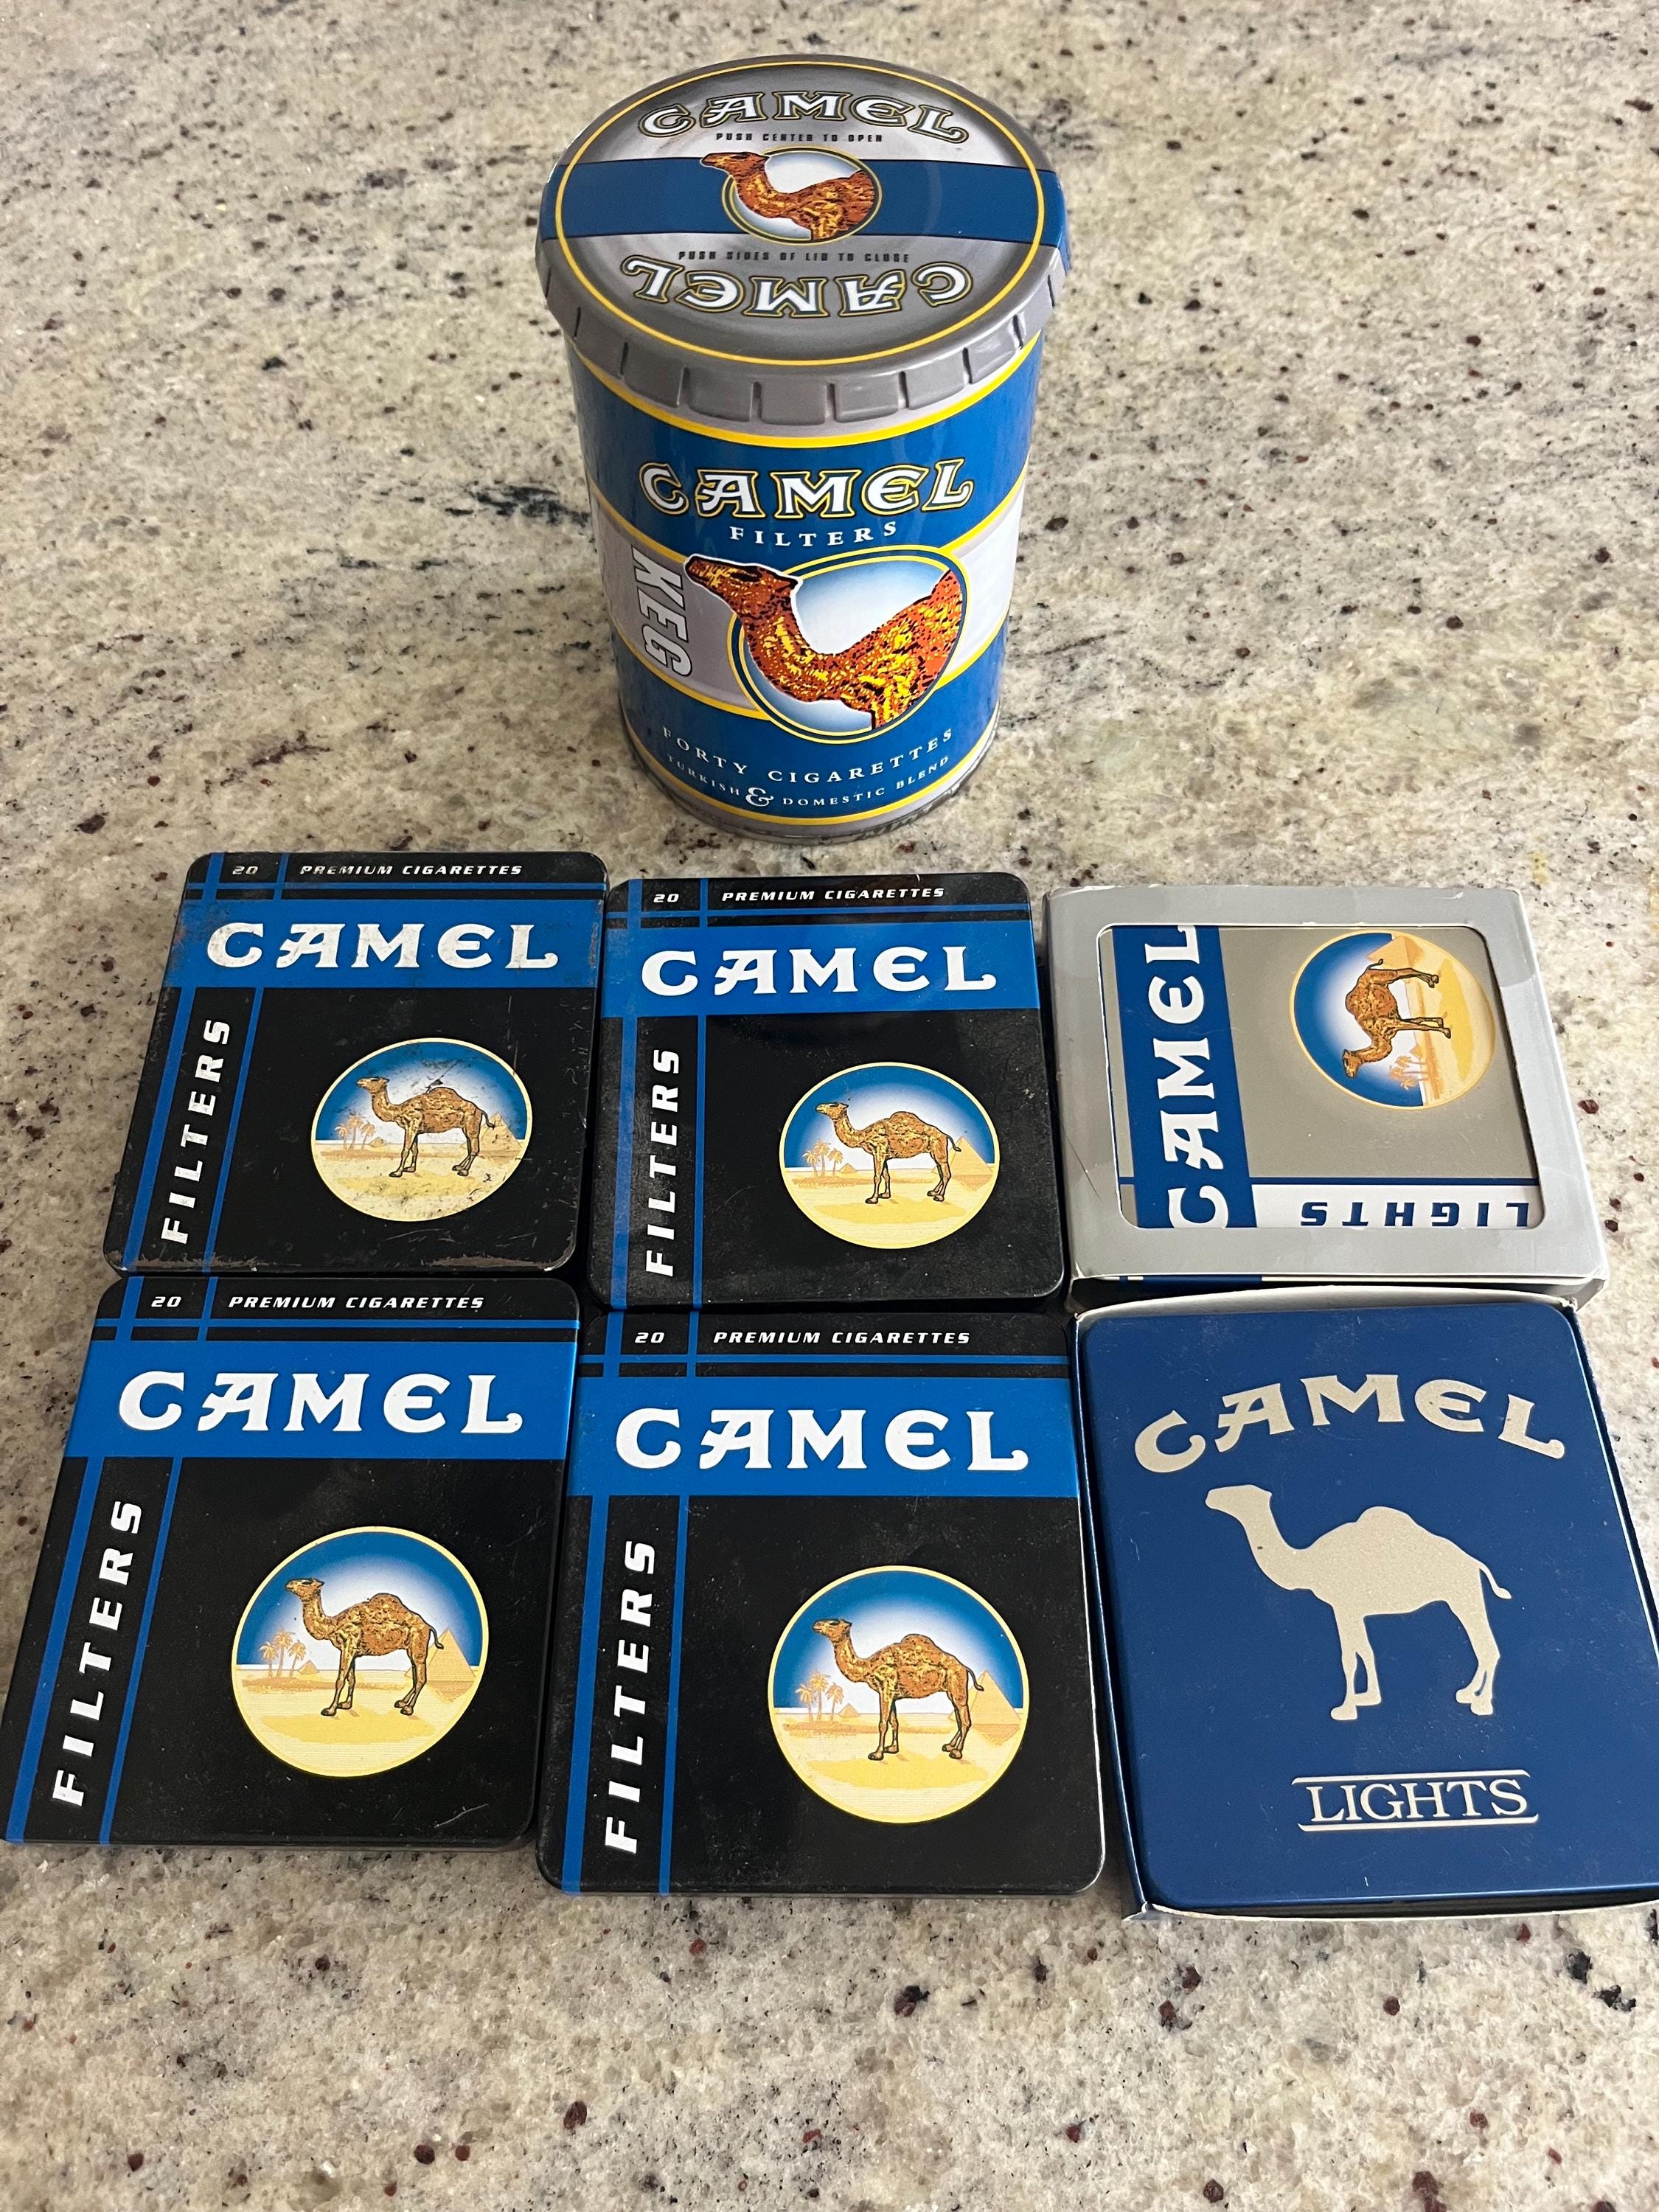 CAMEL
PUSH CENTER TO OPEN
PUSH SIDES OF LID TO CLOSE
CAMEL
CAMEL
FILTERS
KEG
FORTY CIGARETTES
TURKISH & DOMESTIC BLEND
20 PREMIUM CIGARETTES
CAMEL
FILTERS
20 PREMIUM CIGARETTES
CAMEL
FILTERS
CAMEL
LIGHTS
20 PREMIUM CIGARETTES
CAMEL
FILTERS
20 PREMIUM CIGARETTES
CAMEL
FILTERS
CAMEL
LIGHTS